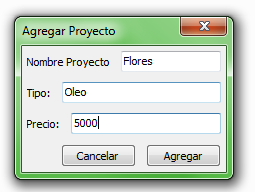 Agregar Proyecto
Nombre Proyecto Flores
Tipo: Oleo
Precio: 5000
Cancelar Agregar